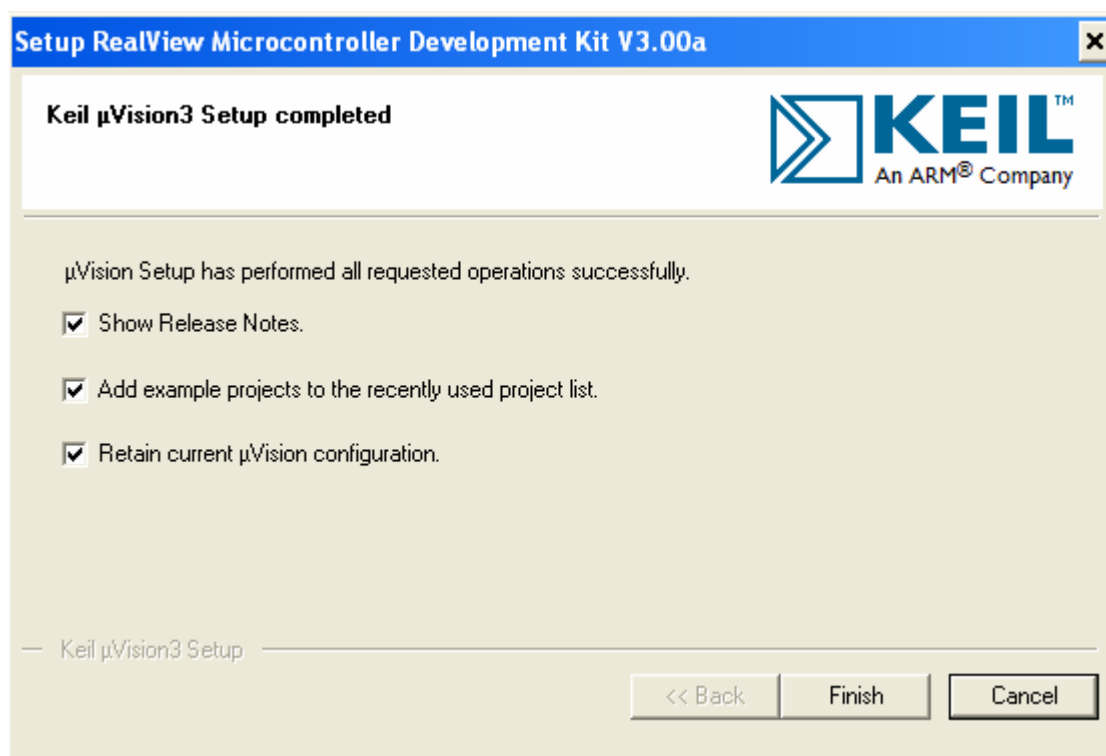 Setup RealView Microcontroller Development Kit V3.00a
Keil µVision3 Setup completed
KEIL™
An ARM® Company
µVision Setup has performed all requested operations successfully.
Show Release Notes.
Add example projects to the recently used project list.
Retain current µVision configuration.
Keil µVision3 Setup
<< Back
Finish
Cancel